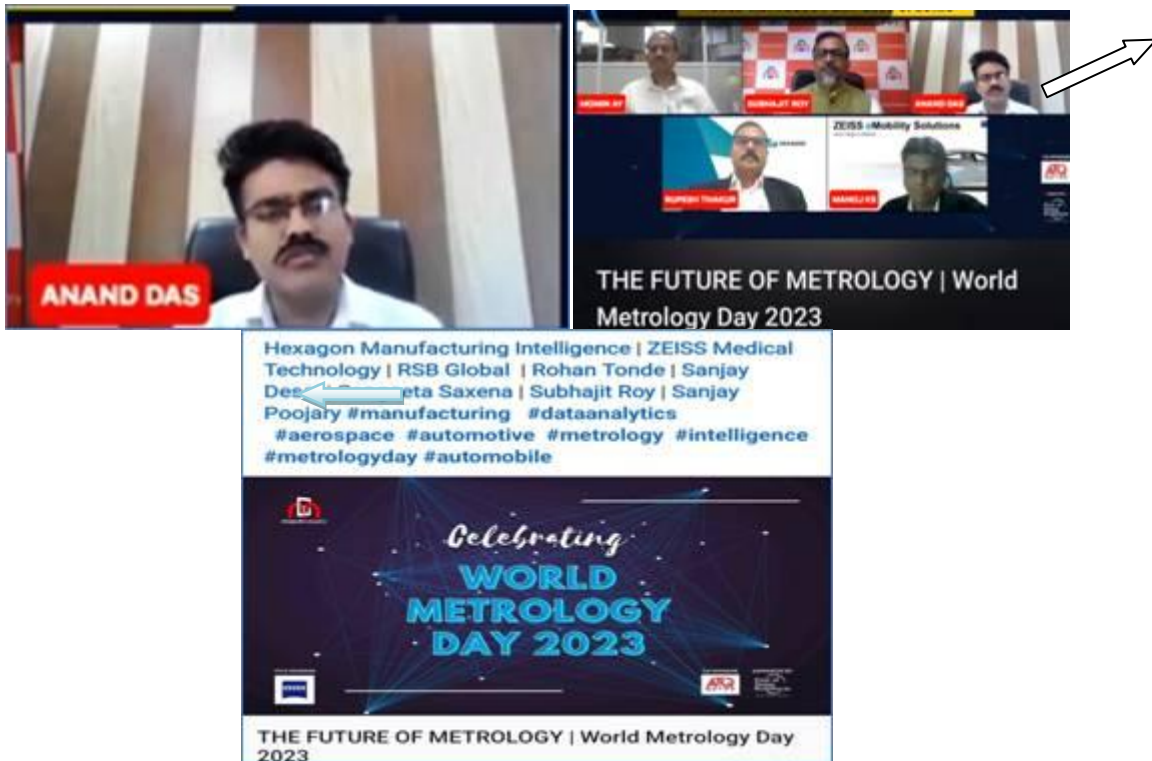 ANAND DAS
SUBHAJIT ROY
ANAND DAS
ZEISS eMobility Solutions
RUPESH THAKUR
MANOJ KS
THE FUTURE OF METROLOGY | World
Metrology Day 2023
Hexagon Manufacturing Intelligence | ZEISS Medical
Technology | RSB Global | Rohan Tonde | Sanjay
eta Saxena | Subhajit Roy | Sanjay
Poojary #manufacturing #dataanalytics
#aerospace #automotive #metrology #intelligence
#metrologyday #automobile
Celebrating
WORLD
METROLOGY
DAY 2023
ZEISS
THE FUTURE OF METROLOGY | World Metrology Day
2023